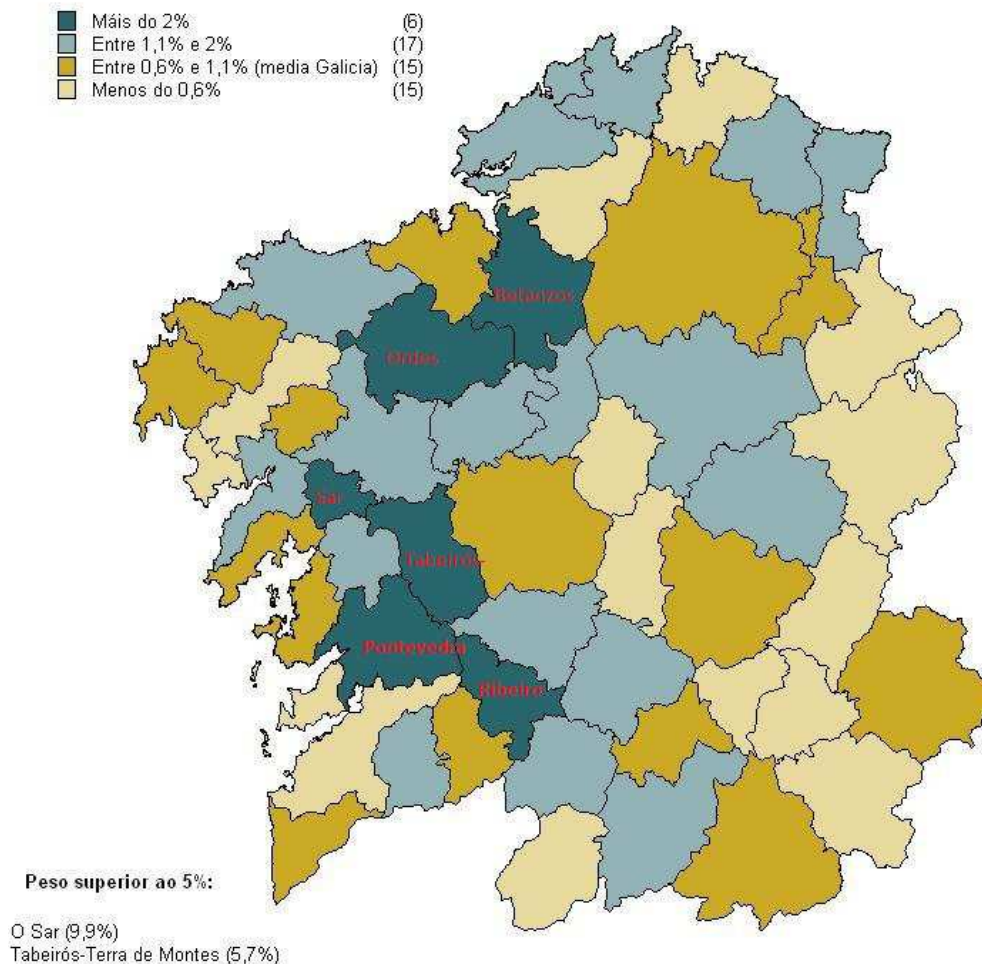 Máis do 2% (6)
Entre 1,1% e 2% (17)
Entre 0,6% e 1,1% (media Galicia) (15)
Menos do 0,6% (15)
Betanzos
Ordes
Sar
Tabeirós-
Pontevedra
Ribeiro
Peso superior ao 5%:
O Sar (9,9%)
Tabeirós-Terra de Montes (5,7%)